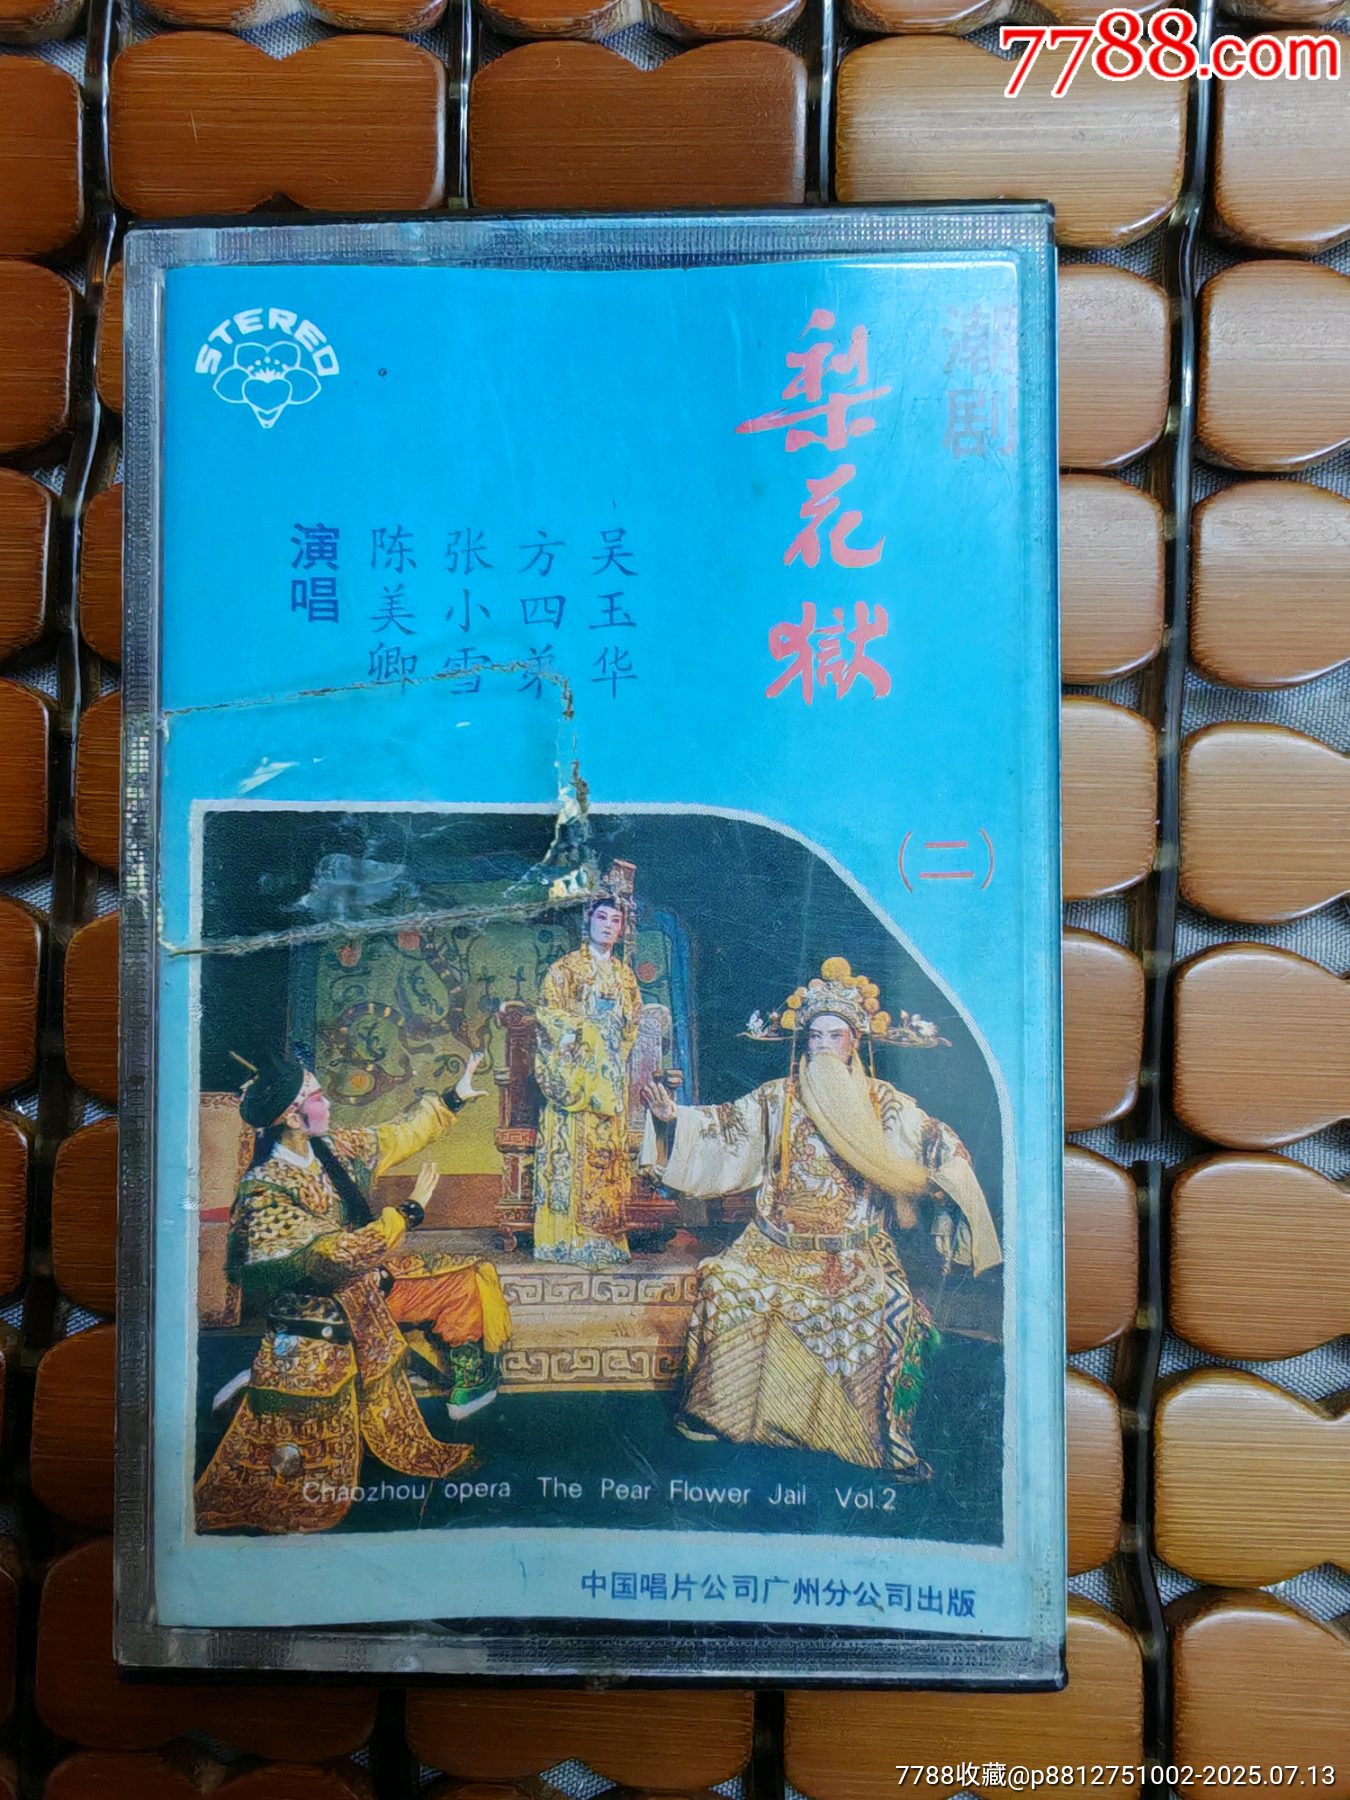 7788.com
STEREO
潮剧
梨花獄
(二)
吴玉华
方四弟
张小雪
陈美卿
演唱
Chaozhou opera The Pear Flower Jail Vol.2
中国唱片公司广州分公司出版
7788收藏@p8812751002-2025.07.13